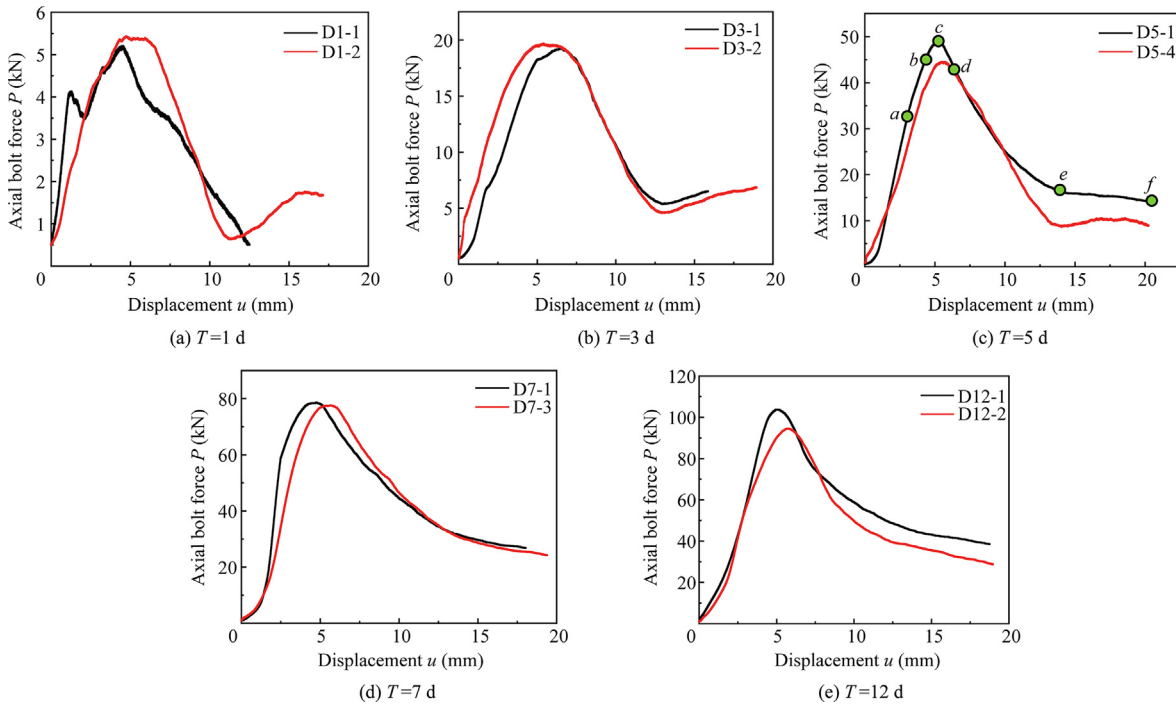 6
5
4
3
2
1
0
0
5
10
15
20
D1-1
D1-2
Axial bolt force P (kN)
Displacement u (mm)
(a) T=1 d
20
15
10
5
0
5
10
15
20
D3-1
D3-2
Axial bolt force P (kN)
Displacement u (mm)
(b) T=3 d
50
40
30
20
10
0
5
10
15
20
a
b
c
d
e
f
D5-1
D5-4
Axial bolt force P (kN)
Displacement u (mm)
(c) T=5 d
80
60
40
20
0
5
10
15
20
D7-1
D7-3
Axial bolt force P (kN)
Displacement u (mm)
(d) T=7 d
120
100
80
60
40
20
0
5
10
15
20
D12-1
D12-2
Axial bolt force P (kN)
Displacement u (mm)
(e) T=12 d